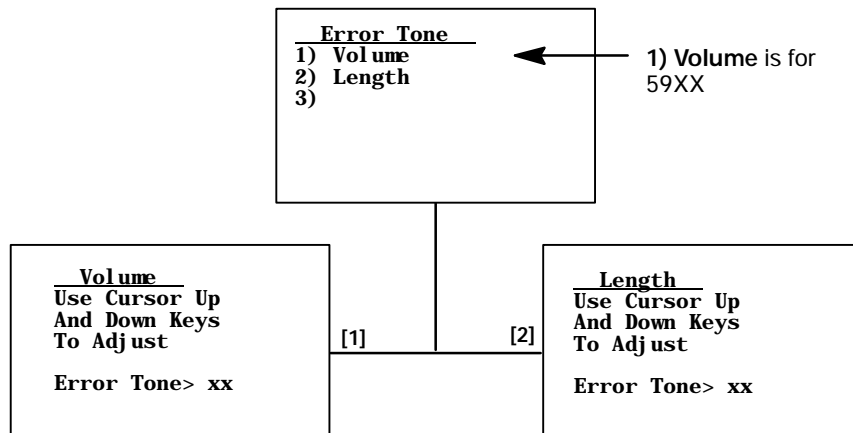 Error Tone
1) Volume
2) Length
3)
1) Volume is for
59XX
Volume
Use Cursor Up
And Down Keys
To Adjust
Error Tone> xx
[1]
[2]
Length
Use Cursor Up
And Down Keys
To Adjust
Error Tone> xx